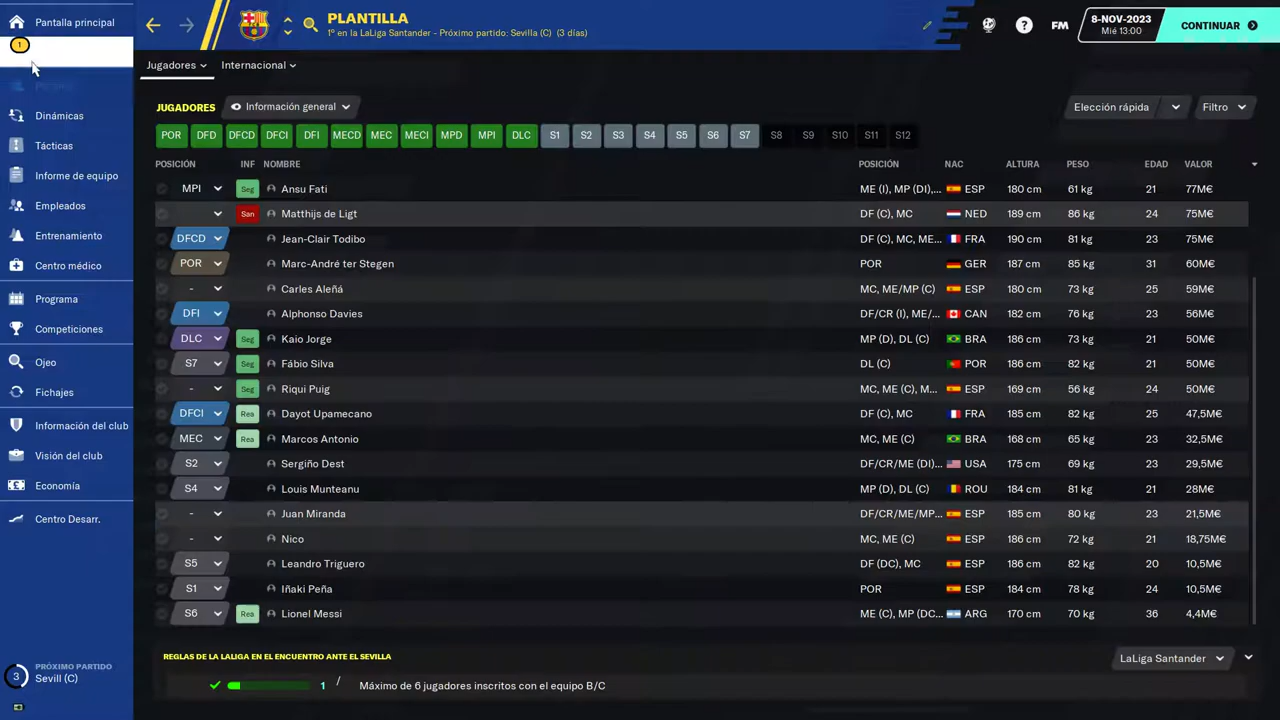 Pantalla principal
1
Dinámicas
Tácticas
Informe de equipo
Empleados
Entrenamiento
Centro médico
Programa
Competiciones
Ojeo
Fichajes
Información del club
Visión del club
Economía
Centro Desarr.
3
PRÓXIMO PARTIDO
Sevill (C)
PLANTILLA
1º en la LaLiga Santander - Próximo partido: Sevilla (C) (3 días)
?
FM
8-NOV-2023
Mié 13:00
CONTINUAR
Jugadores
Internacional
JUGADORES
Información general
Elección rápida
Filtro
POR DFD DFCD DFCI DFI MECD MEC MECI MPD MPI DLC S1 S2 S3 S4 S5 S6 S7 S8 S9 S10 S11 S12
POSICIÓN INF NOMBRE POSICIÓN NAC ALTURA PESO EDAD VALOR
MPI Seg Ansu Fati ME (I), MP (DI),... ESP 180 cm 61 kg 21 77M€
San Matthijs de Ligt DF (C), MC NED 189 cm 86 kg 24 75M€
DFCD Jean-Clair Todibo DF (C), MC, ME... FRA 190 cm 81 kg 23 75M€
POR Marc-André ter Stegen POR GER 187 cm 85 kg 31 60M€
- Carles Aleñá MC, ME/MP (C) ESP 180 cm 73 kg 25 59M€
DFI Alphonso Davies DF/CR (I), ME/... CAN 182 cm 76 kg 23 56M€
DLC Seg Kaio Jorge MP (D), DL (C) BRA 186 cm 73 kg 21 50M€
S7 Seg Fábio Silva DL (C) POR 186 cm 82 kg 21 50M€
- Seg Riqui Puig MC, ME (C), M... ESP 169 cm 56 kg 24 50M€
DFCI Rea Dayot Upamecano DF (C), MC FRA 185 cm 82 kg 25 47,5M€
MEC Rea Marcos Antonio MC, ME (C) BRA 168 cm 65 kg 23 32,5M€
S2 Sergiño Dest DF/CR/ME (DI)... USA 175 cm 69 kg 23 29,5M€
S4 Louis Munteanu MP (D), DL (C) ROU 184 cm 81 kg 21 28M€
- Juan Miranda DF/CR/ME/MP... ESP 185 cm 80 kg 23 21,5M€
- Nico MC, ME (C) ESP 186 cm 72 kg 21 18,75M€
S5 Leandro Triguero DF (DC), MC ESP 186 cm 82 kg 20 10,5M€
S1 Iñaki Peña POR ESP 184 cm 78 kg 24 10,5M€
S6 Rea Lionel Messi ME (C), MP (DC... ARG 170 cm 70 kg 36 4,4M€
REGLAS DE LA LALIGA EN EL ENCUENTRO ANTE EL SEVILLA
LaLiga Santander
1 / Máximo de 6 jugadores inscritos con el equipo B/C